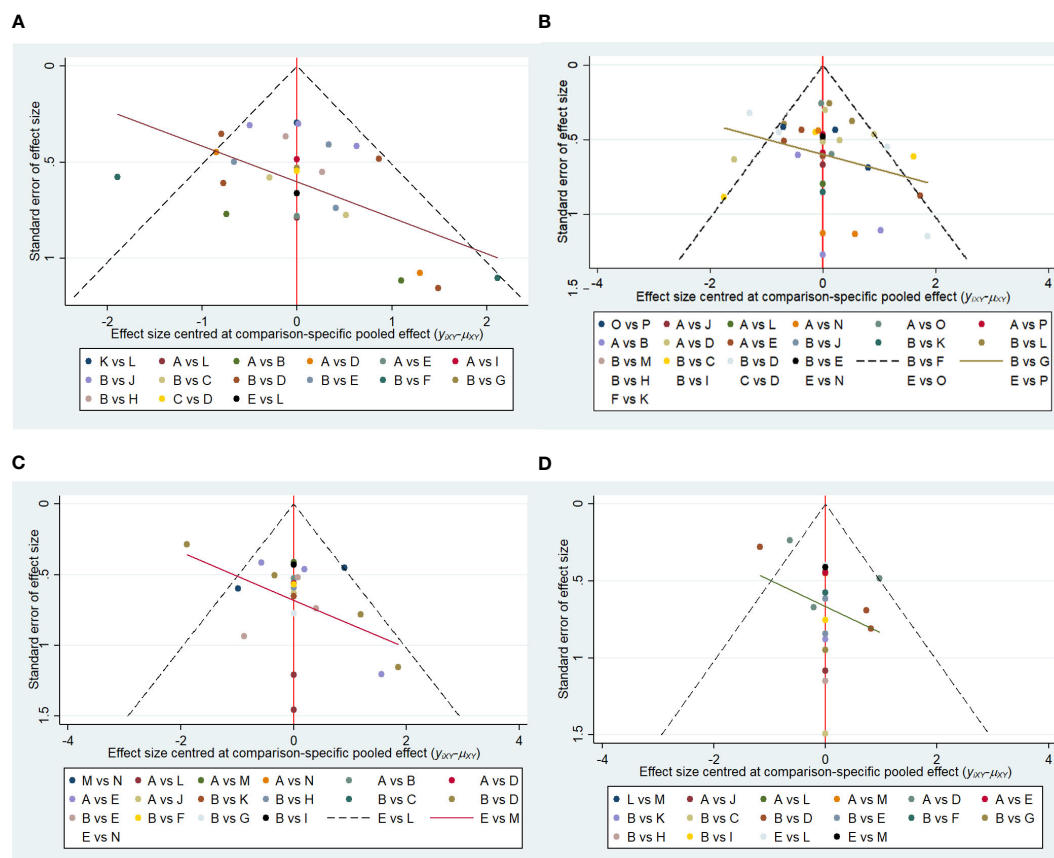 A
Standard error of effect size
0
.5
1
-2
-1
0
1
2
Effect size centred at comparison-specific pooled effect (yiXY-μXY)
K vs L A vs L A vs B A vs D A vs E A vs I
B vs J B vs C B vs D B vs E B vs F B vs G
B vs H C vs D E vs L
B
Standard error of effect size
0
.5
1
1.5
-4
-2
0
2
4
Effect size centred at comparison-specific pooled effect (yiXY-μXY)
O vs P A vs J A vs L A vs N A vs O A vs P
A vs B A vs D A vs E B vs J B vs K B vs L
B vs M B vs C B vs D B vs E B vs F B vs G
B vs H B vs I C vs D E vs N E vs O E vs P
F vs K
C
Standard error of effect size
0
.5
1
1.5
-4
-2
0
2
4
Effect size centred at comparison-specific pooled effect (yiXY-μXY)
M vs N A vs L A vs M A vs N A vs B A vs D
A vs E A vs J B vs K B vs H B vs C B vs D
B vs E B vs F B vs G B vs I E vs L E vs M
E vs N
D
Standard error of effect size
0
.5
1
1.5
-4
-2
0
2
4
Effect size centred at comparison-specific pooled effect (yiXY-μXY)
L vs M A vs J A vs L A vs M A vs D A vs E
B vs K B vs C B vs D B vs E B vs F B vs G
B vs H B vs I E vs L E vs M